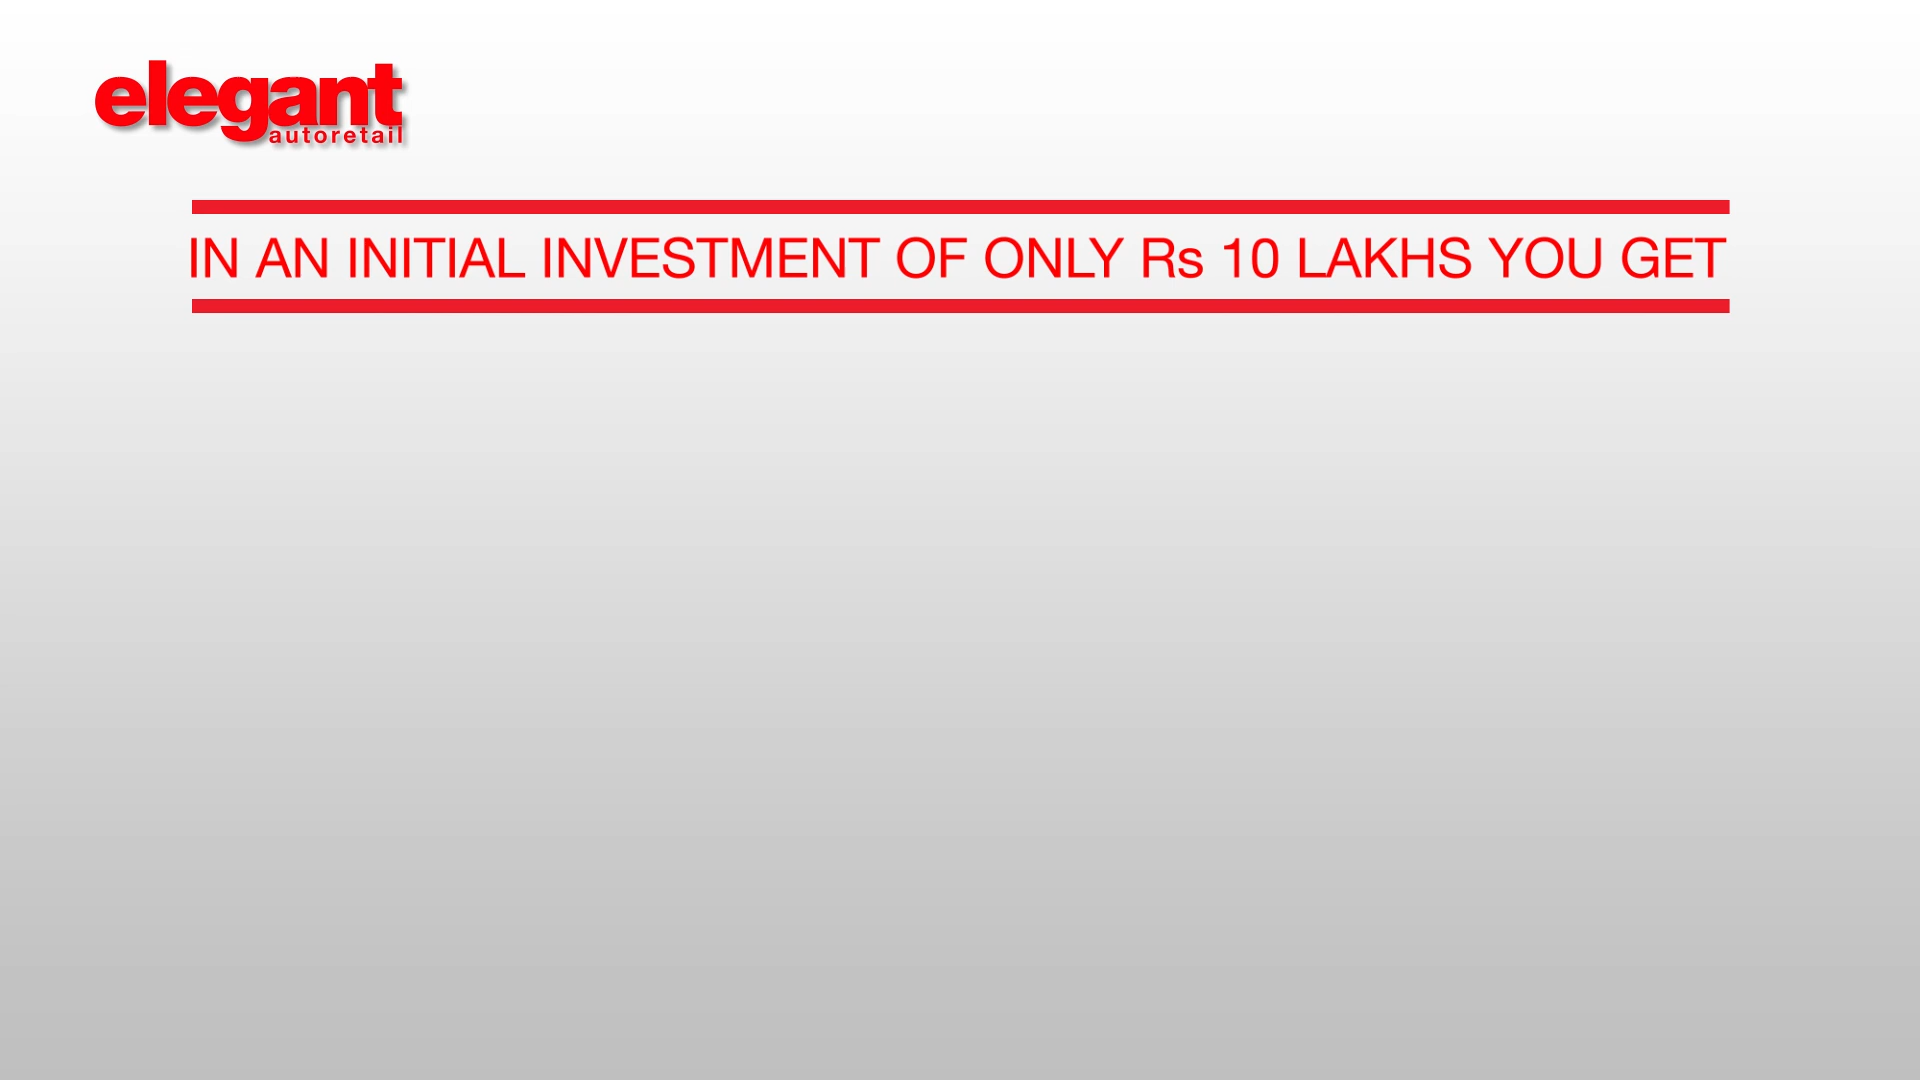 elegant
autoretail
IN AN INITIAL INVESTMENT OF ONLY Rs 10 LAKHS YOU GET